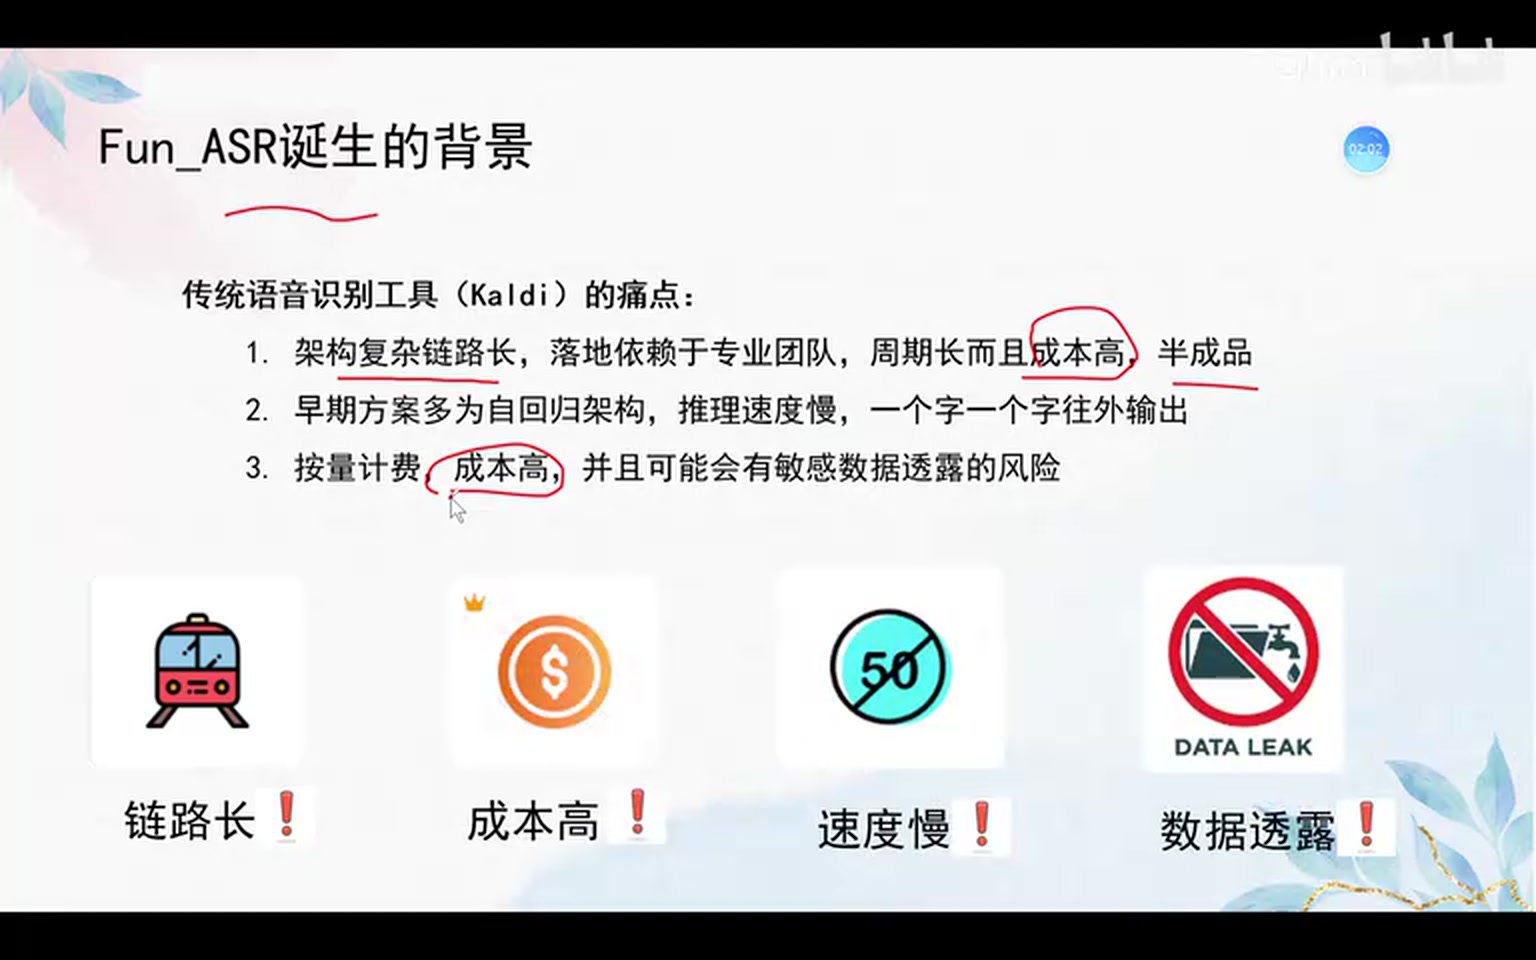 Fun_ASR诞生的背景
02:02
传统语音识别工具（Kaldi）的痛点：
1. 架构复杂链路长，落地依赖于专业团队，周期长而且成本高，半成品
2. 早期方案多为自回归架构，推理速度慢，一个字一个字往外输出
3. 按量计费，成本高，并且可能会有敏感数据透露的风险
50
DATA LEAK
链路长❗
成本高❗
速度慢❗
数据透露❗